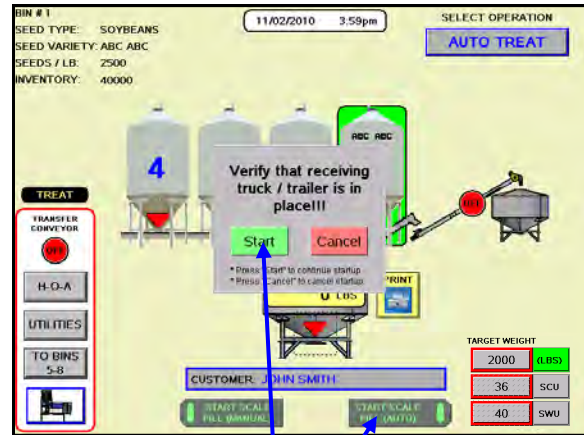 BIN # 1
SEED TYPE: SOYBEANS
SEED VARIETY: ABC ABC
SEEDS / LB: 2500
INVENTORY: 40000
11/02/2010 3:59pm
SELECT OPERATION
AUTO TREAT
4
ABC ABC
Verify that receiving
truck / trailer is in
place!!!
Start Cancel
* Press "Start" to continue startup
* Press "Cancel" to cancel startup
OFF
TREAT
TRANSFER
CONVEYOR
OFF
H-O-A
UTILITIES
TO BINS
5-8
0 LBS
PRINT
CUSTOMER: JOHN SMITH
START SCALE
FILL (MANUAL)
START SCALE
FILL (AUTO)
TARGET WEIGHT
2000 (LBS)
36 SCU
40 SWU